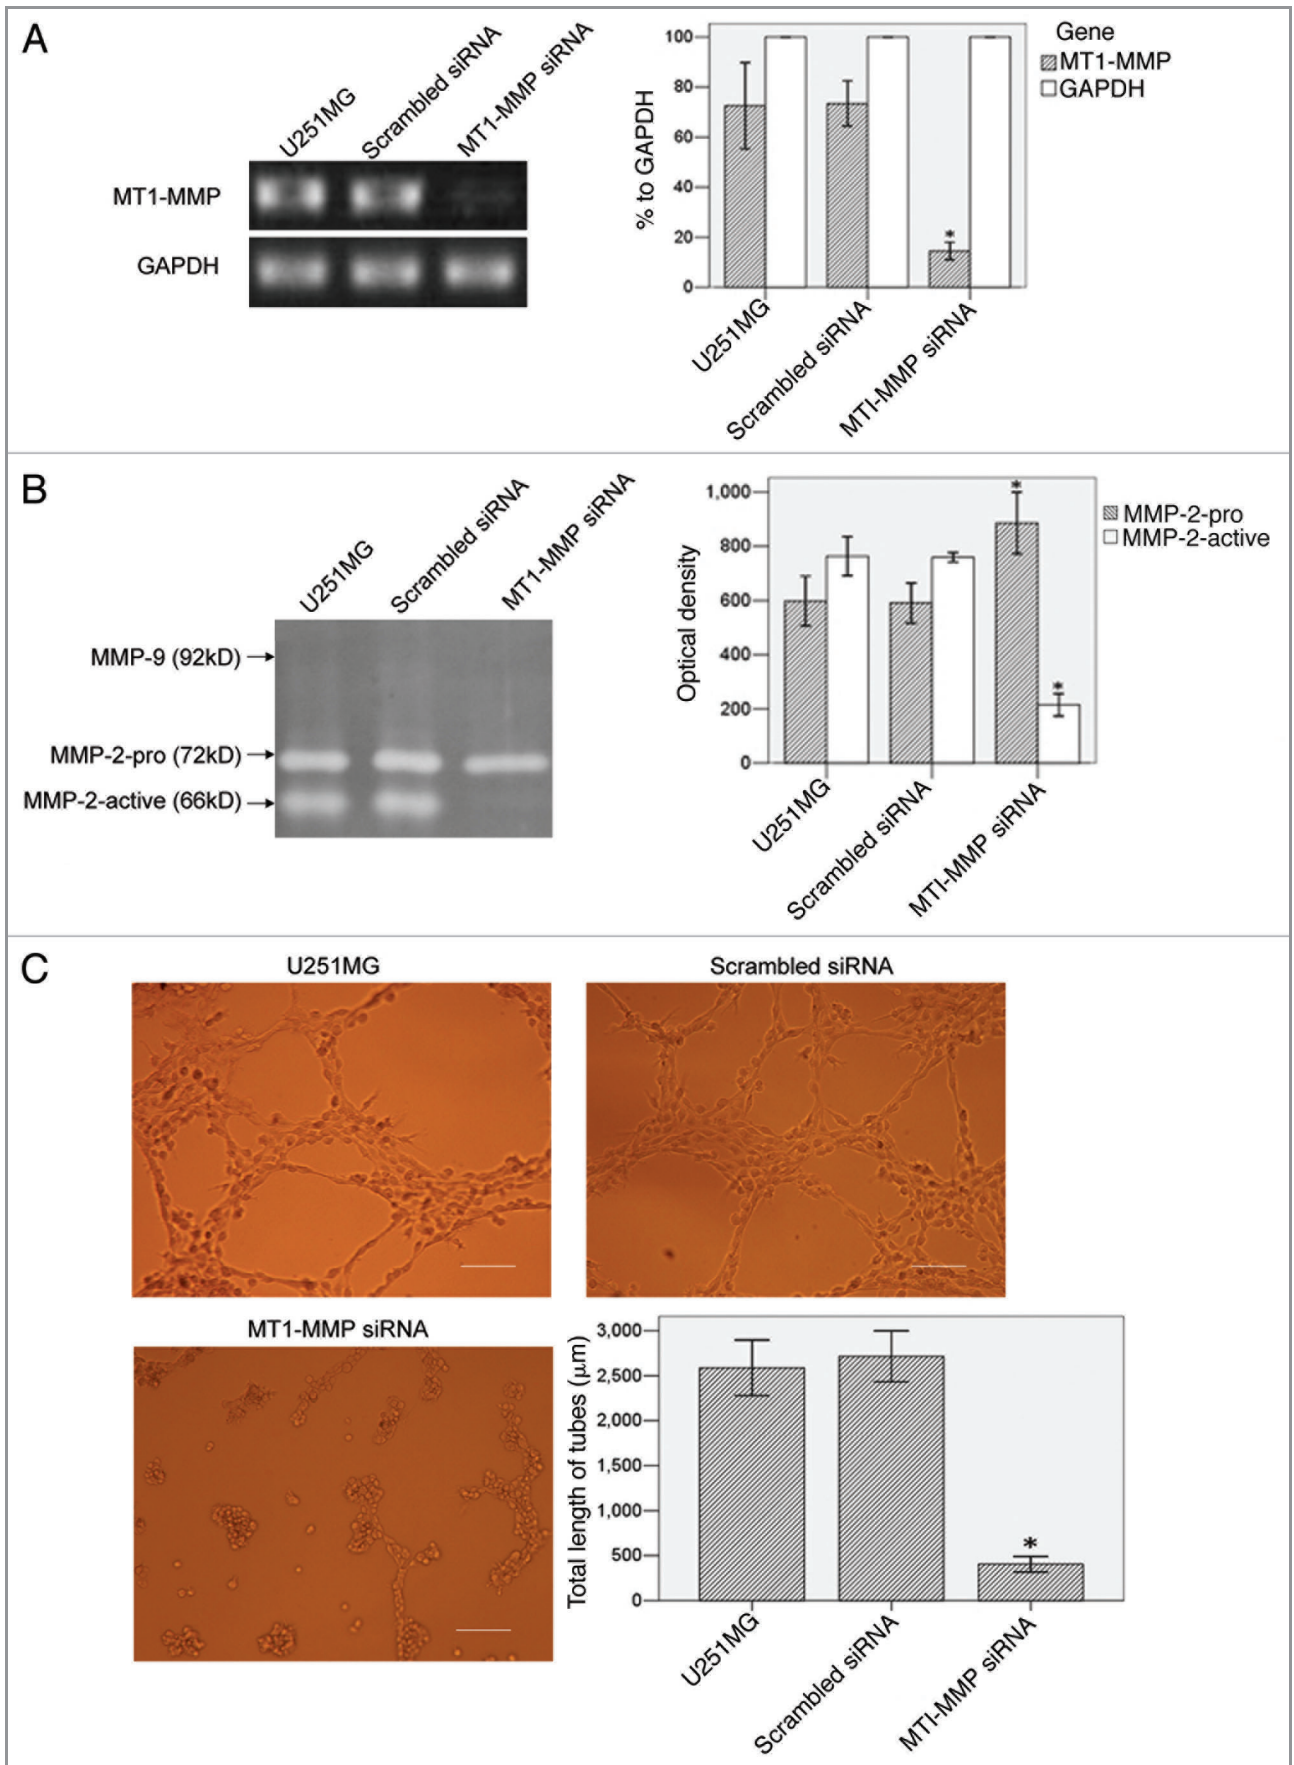 A
U251MG
Scrambled siRNA
MT1-MMP siRNA
MT1-MMP
GAPDH
% to GAPDH
100
80
60
40
20
0
*
U251MG
Scrambled siRNA
MTI-MMP siRNA
Gene
MT1-MMP
GAPDH
B
U251MG
Scrambled siRNA
MT1-MMP siRNA
MMP-9 (92kD)
MMP-2-pro (72kD)
MMP-2-active (66kD)
Optical density
1,000
800
600
400
200
0
*
*
U251MG
Scrambled siRNA
MTI-MMP siRNA
MMP-2-pro
MMP-2-active
C
U251MG
Scrambled siRNA
MT1-MMP siRNA
Total length of tubes (μm)
3,000
2,500
2,000
1,500
1,000
500
0
*
U251MG
Scrambled siRNA
MTI-MMP siRNA